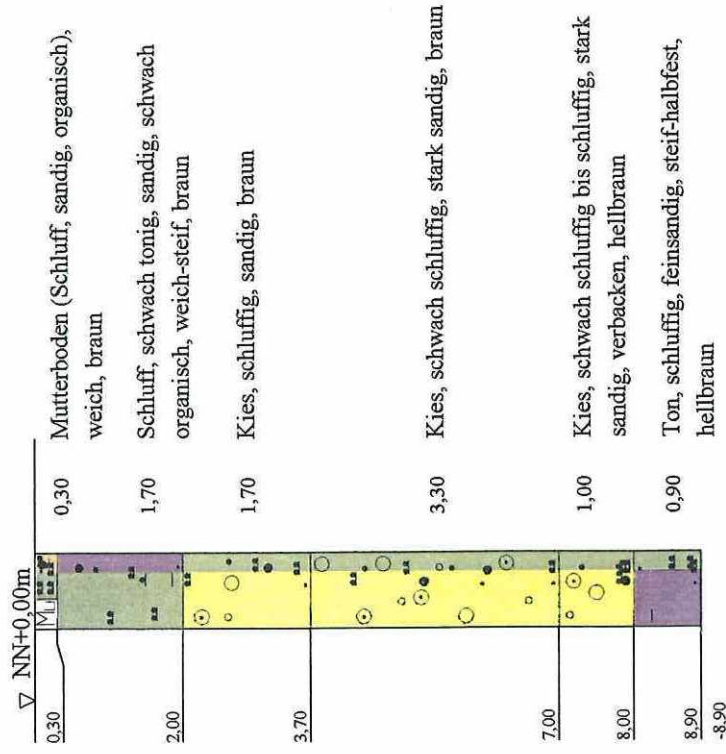 ▽ NN+0,00m
Mu
0,30
0,30 Mutterboden (Schluff, sandig, organisch),
weich, braun
1,70 Schluff, schwach tonig, sandig, schwach
organisch, weich-steif, braun
2,00
1,70 Kies, schluffig, sandig, braun
3,70
3,30 Kies, schwach schluffig, stark sandig, braun
7,00
1,00 Kies, schwach schluffig bis schluffig, stark
sandig, verbacken, hellbraun
8,00
0,90 Ton, schluffig, feinsandig, steif-halbfest,
hellbraun
8,90
-8.90